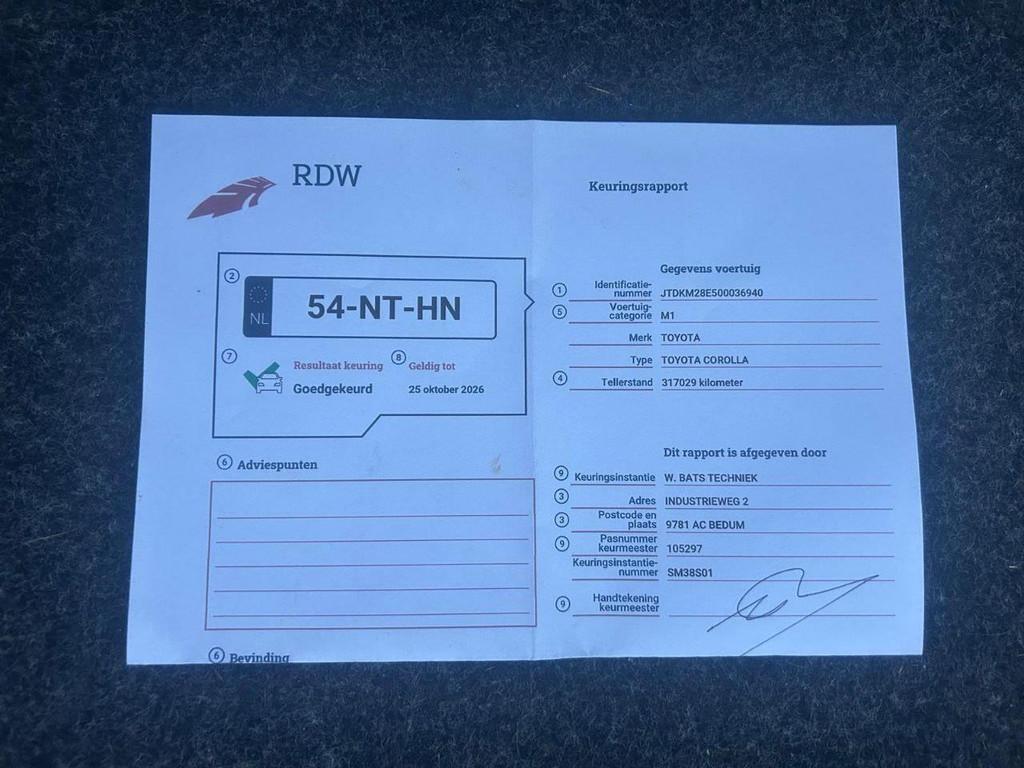 RDW
Keuringsrapport
2
NL
54-NT-HN
7
Resultaat keuring
8
Geldig tot
Goedgekeurd
25 oktober 2026
6 Adviespunten
6 Bevinding
Gegevens voertuig
1 Identificatie-
nummer JTDKM28E500036940
5 Voertuig-
categorie M1
Merk TOYOTA
Type TOYOTA COROLLA
4 Tellerstand 317029 kilometer
Dit rapport is afgegeven door
9 Keuringsinstantie W. BATS TECHNIEK
3 Adres INDUSTRIEWEG 2
3 Postcode en
plaats 9781 AC BEDUM
9 Pasnummer
keurmeester 105297
Keuringsinstantie-
nummer SM38S01
9 Handtekening
keurmeester